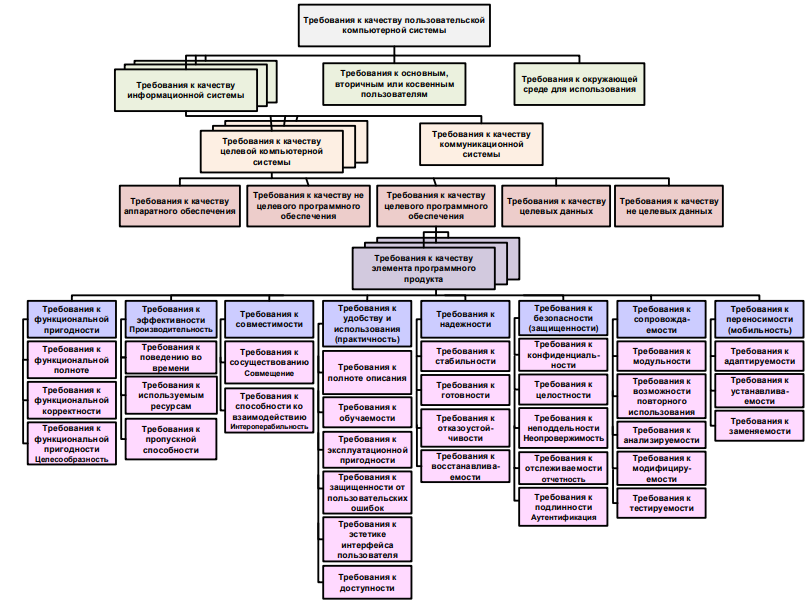 Требования к качеству пользовательской
компьютерной системы
Требования к качеству
информационной системы
Требования к основным,
вторичным или косвенным
пользователям
Требования к окружающей
среде для использования
Требования к качеству
целевой компьютерной
системы
Требования к качеству
коммуникационной
системы
Требования к качеству
аппаратного обеспечения
Требования к качеству не
целевого программного
обеспечения
Требования к качеству
целевого программного
обеспечения
Требования к качеству
целевых данных
Требования к качеству
не целевых данных
Требования к качеству
элемента программного
продукта
Требования к
функциональной
пригодности
Требования к
функциональной
полноте
Требования к
функциональной
корректности
Требования к
функциональной
пригодности
Целесообразность
Требования к
эффективности
Производительность
Требования к
поведению во
времени
Требования к
используемым
ресурсам
Требования к
пропускной
способности
Требования к
совместимости
Требования к
сосуществованию
Совмещение
Требования к
способности ко
взаимодействию
Интероперабильность
Требования к
удобству и
использования
(практичность)
Требования к
полноте описания
Требования к
обучаемости
Требования к
эксплуатационной
пригодности
Требования к
защищенности от
пользовательских
ошибок
Требования к
эстетике
интерфейса
пользователя
Требования к
доступности
Требования к
надежности
Требования к
стабильности
Требования к
готовности
Требования к
отказоустой-
чивости
Требования к
восстанавлива-
емости
Требования к
безопасности
(защищенности)
Требования к
конфиденциаль-
ности
Требования к
целостности
Требования к
неподдельности
Неопровержимость
Требования к
отслеживаемости
отчетность
Требования к
подлинности
Аутентификация
Требования к
сопровожда-
емости
Требования к
модульности
Требования к
возможности
повторного
использования
Требования к
анализируемости
Требования к
модифициру-
емости
Требования к
тестируемости
Требования к
переносимости
(мобильность)
Требования к
адаптируемости
Требования к
устанавлива-
емости
Требования к
заменяемости